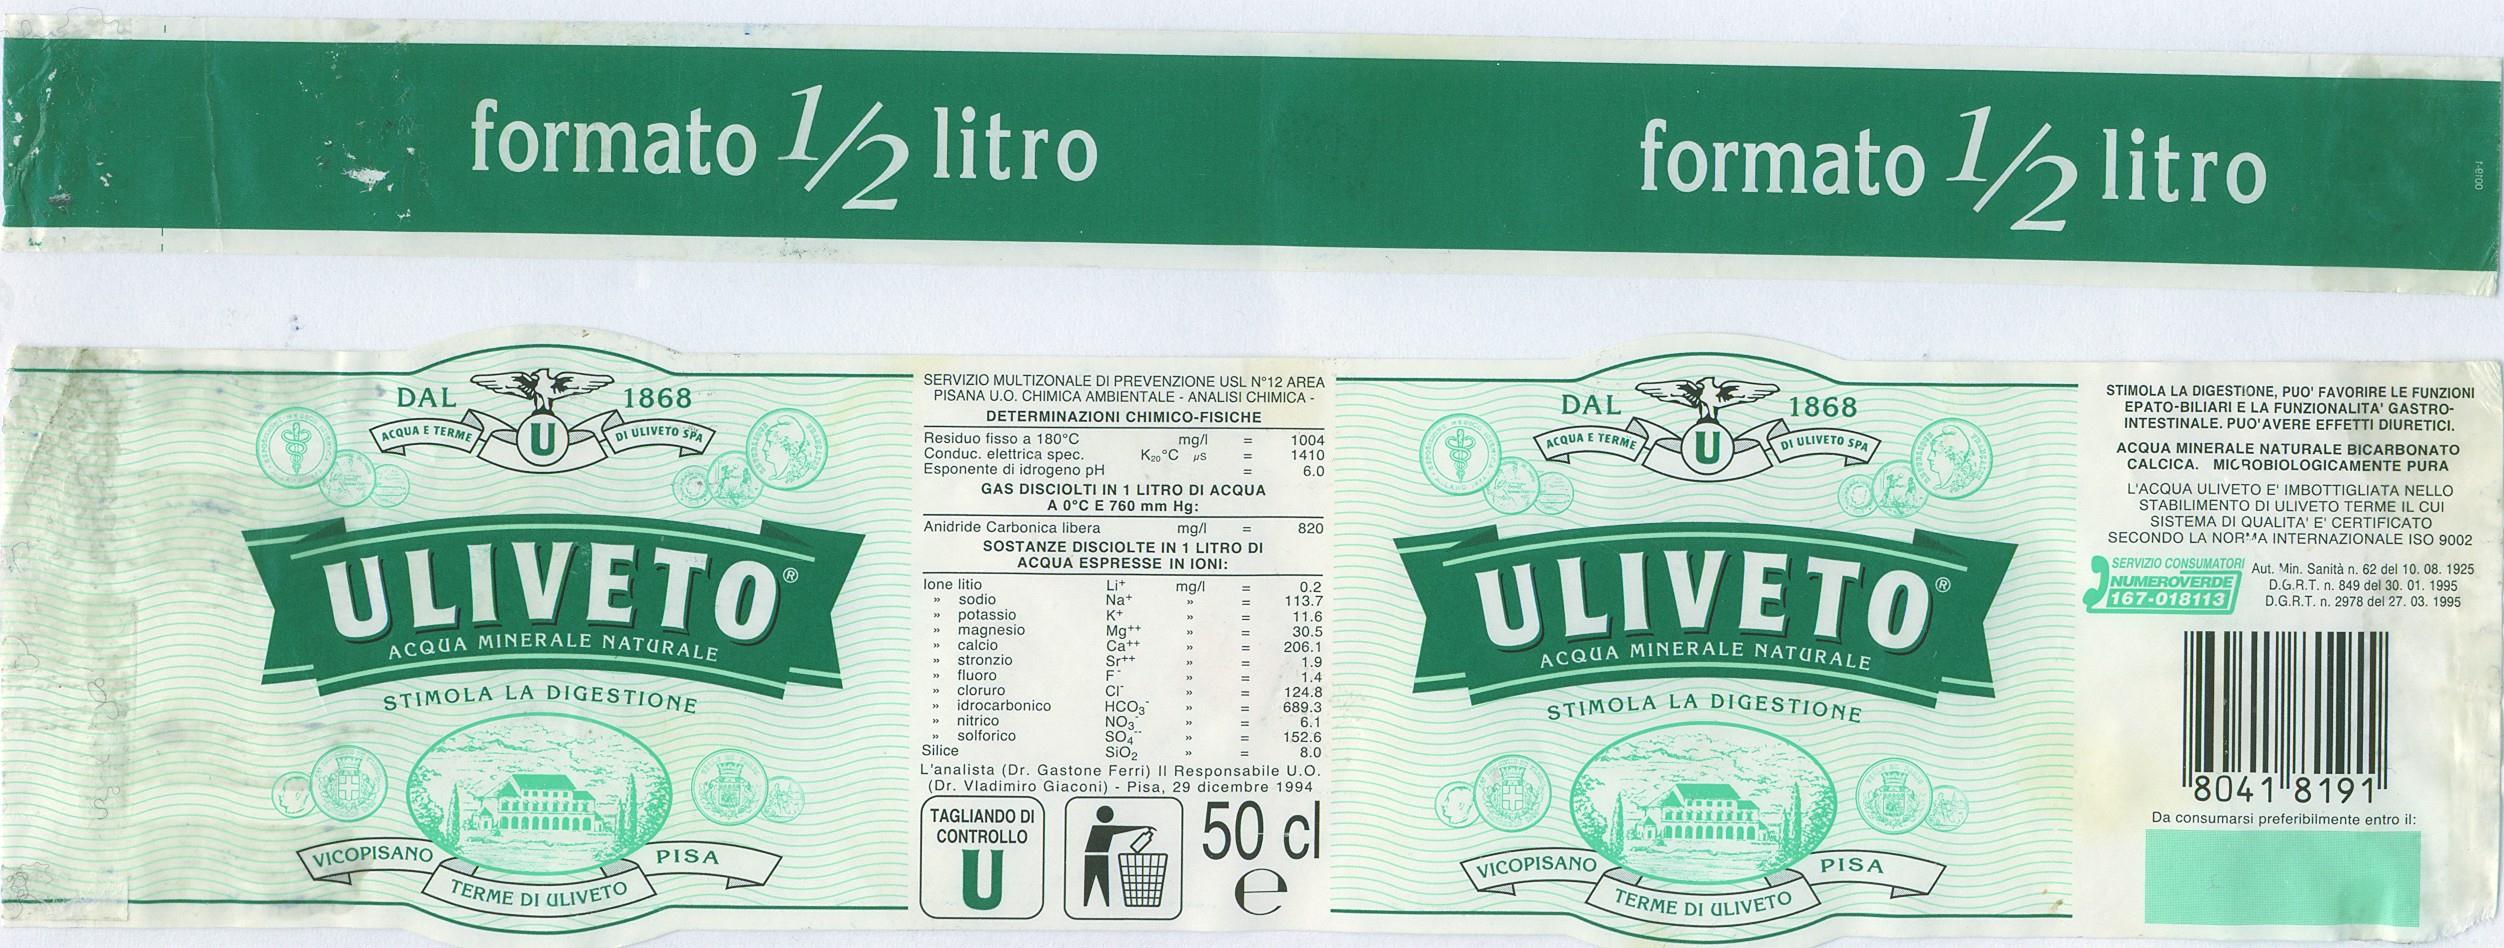 formato 1/2 litro
formato 1/2 litro
DAL 1868
ACQUA E TERME U DI ULIVETO SPA
ULIVETO®
ACQUA MINERALE NATURALE
STIMOLA LA DIGESTIONE
VICOPISANO PISA
TERME DI ULIVETO
SERVIZIO MULTIZONALE DI PREVENZIONE USL N°12 AREA
PISANA U.O. CHIMICA AMBIENTALE - ANALISI CHIMICA -
DETERMINAZIONI CHIMICO-FISICHE
Residuo fisso a 180°C mg/l = 1004
Conduc. elettrica spec. K₂₀°C µS = 1410
Esponente di idrogeno pH = 6.0
GAS DISCIOLTI IN 1 LITRO DI ACQUA
A 0°C E 760 mm Hg:
Anidride Carbonica libera mg/l = 820
SOSTANZE DISCIOLTE IN 1 LITRO DI
ACQUA ESPRESSE IN IONI:
Ione litio Li⁺ mg/l = 0.2
» sodio Na⁺ » = 113.7
» potassio K⁺ » = 11.6
» magnesio Mg⁺⁺ » = 30.5
» calcio Ca⁺⁺ » = 206.1
» stronzio Sr⁺⁺ » = 1.9
» fluoro F⁻ » = 1.4
» cloruro Cl⁻ » = 124.8
» idrocarbonico HCO₃⁻ » = 689.3
» nitrico NO₃⁻ » = 6.1
» solforico SO₄⁻⁻ » = 152.6
Silice SiO₂ » = 8.0
L'analista (Dr. Gastone Ferri) Il Responsabile U.O.
(Dr. Vladimiro Giaconi) - Pisa, 29 dicembre 1994
TAGLIANDO DI
CONTROLLO
U
50 cl
e
DAL 1868
ACQUA E TERME U DI ULIVETO SPA
ULIVETO®
ACQUA MINERALE NATURALE
STIMOLA LA DIGESTIONE
VICOPISANO PISA
TERME DI ULIVETO
STIMOLA LA DIGESTIONE, PUO' FAVORIRE LE FUNZIONI
EPATO-BILIARI E LA FUNZIONALITA' GASTRO-
INTESTINALE. PUO'AVERE EFFETTI DIURETICI.
ACQUA MINERALE NATURALE BICARBONATO
CALCICA. MICROBIOLOGICAMENTE PURA
L'ACQUA ULIVETO E' IMBOTTIGLIATA NELLO
STABILIMENTO DI ULIVETO TERME IL CUI
SISTEMA DI QUALITA' E' CERTIFICATO
SECONDO LA NORMA INTERNAZIONALE ISO 9002
SERVIZIO CONSUMATORI
NUMEROVERDE
167-018113
Aut. Min. Sanità n. 62 del 10. 08. 1925
D.G.R.T. n. 849 del 30. 01. 1995
D.G.R.T. n. 2978 del 27. 03. 1995
8041 8191
Da consumarsi preferibilmente entro il: